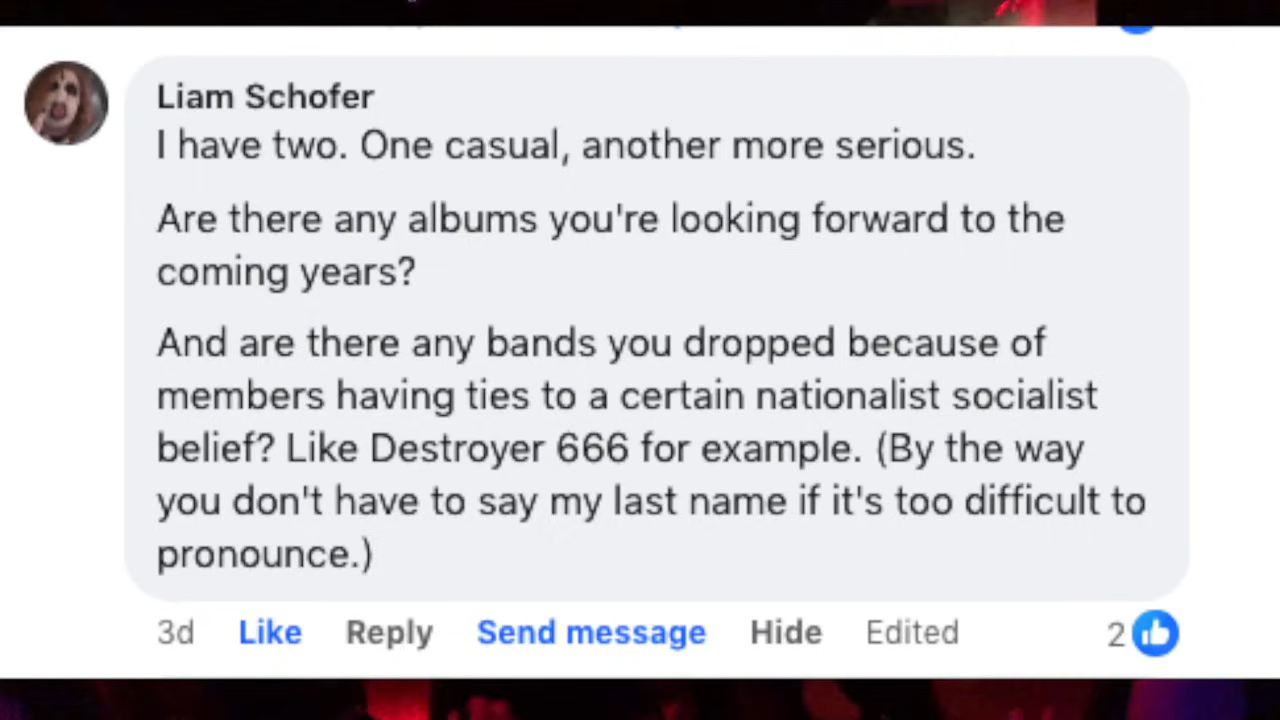 Liam Schofer
I have two. One casual, another more serious.
Are there any albums you're looking forward to the
coming years?
And are there any bands you dropped because of
members having ties to a certain nationalist socialist
belief? Like Destroyer 666 for example. (By the way
you don't have to say my last name if it's too difficult to
pronounce.)
3d Like Reply Send message Hide Edited 2